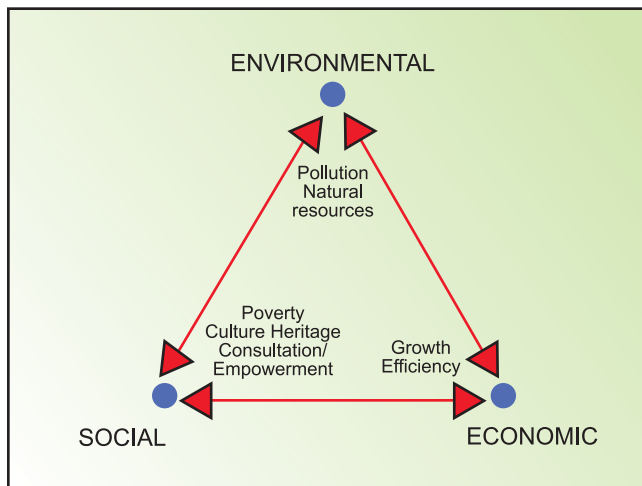 ENVIRONMENTAL
Pollution
Natural
resources
Poverty
Culture Heritage
Consultation/
Empowerment
Growth
Efficiency
SOCIAL
ECONOMIC